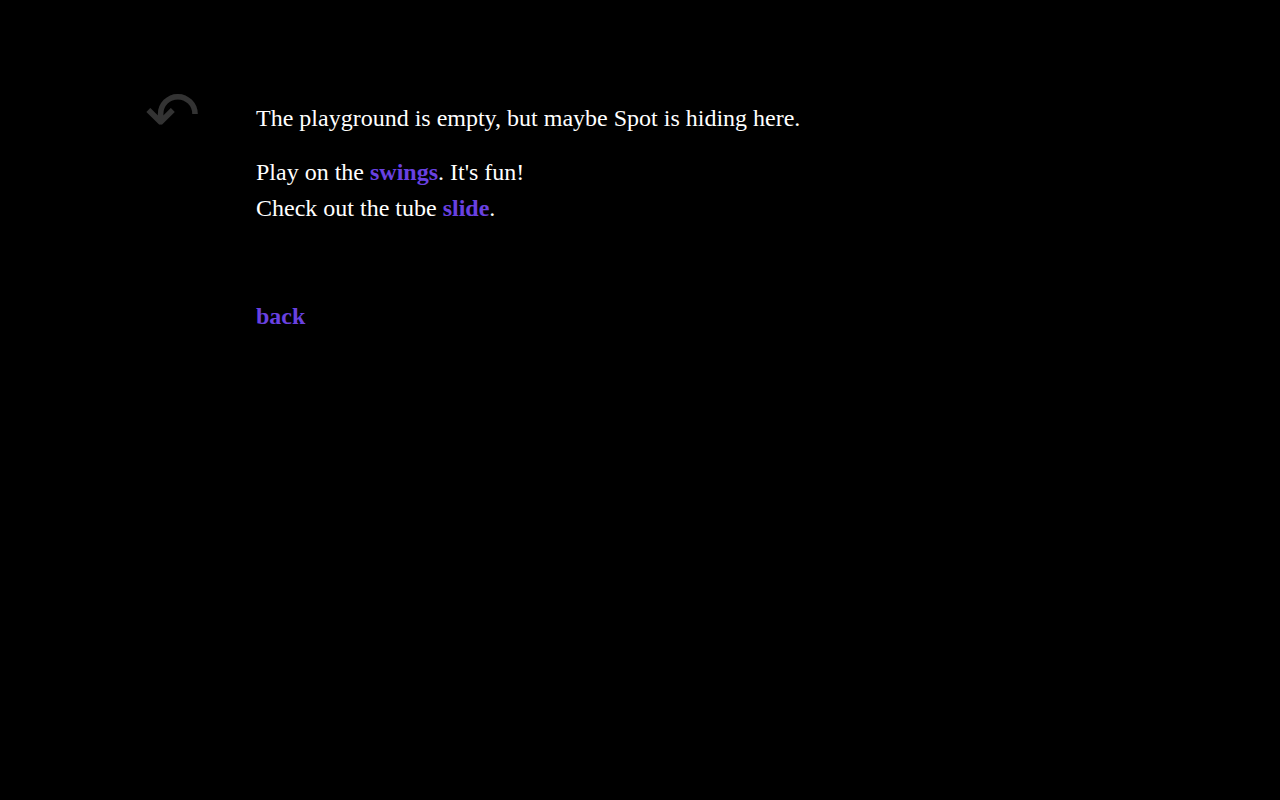 The playground is empty, but maybe Spot is hiding here.
Play on the swings. It's fun!
Check out the tube slide.
back